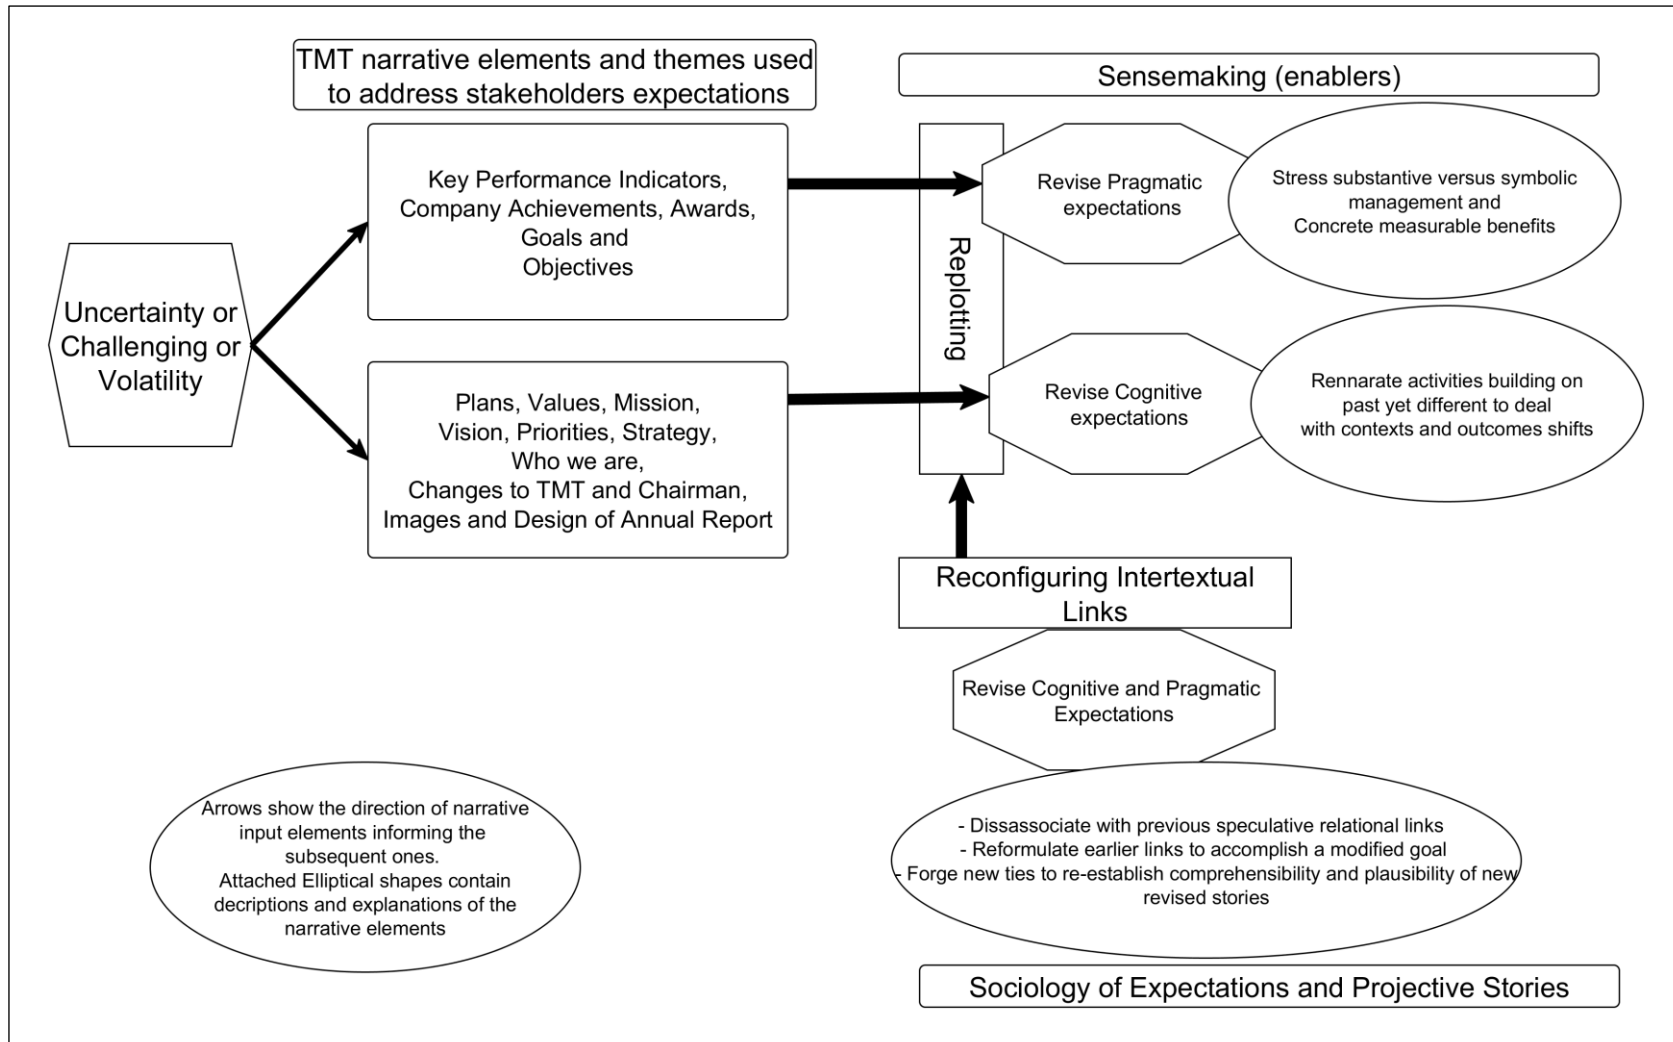 TMT narrative elements and themes used
to address stakeholders expectations
Sensemaking (enablers)
Uncertainty or
Challenging or
Volatility
Key Performance Indicators,
Company Achievements, Awards,
Goals and
Objectives
Plans, Values, Mission,
Vision, Priorities, Strategy,
Who we are,
Changes to TMT and Chairman,
Images and Design of Annual Report
Replotting
Revise Pragmatic
expectations
Stress substantive versus symbolic
management and
Concrete measurable benefits
Revise Cognitive
expectations
Rennarate activities building on
past yet different to deal
with contexts and outcomes shifts
Reconfiguring Intertextual
Links
Revise Cognitive and Pragmatic
Expectations
- Dissassociate with previous speculative relational links
- Reformulate earlier links to accomplish a modified goal
- Forge new ties to re-establish comprehensibility and plausibility of new
revised stories
Arrows show the direction of narrative
input elements informing the
subsequent ones.
Attached Elliptical shapes contain
decriptions and explanations of the
narrative elements
Sociology of Expectations and Projective Stories